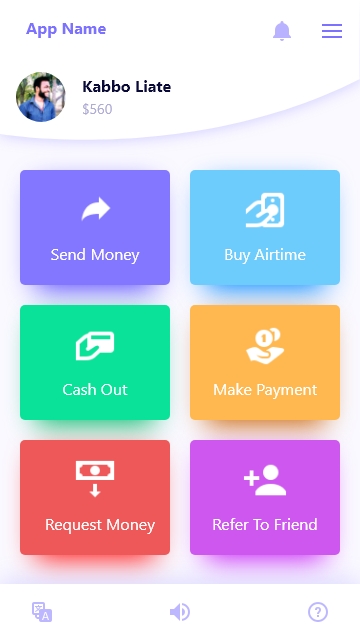 App Name
Kabbo Liate
$560
Send Money
Buy Airtime
Cash Out
Make Payment
Request Money
Refer To Friend